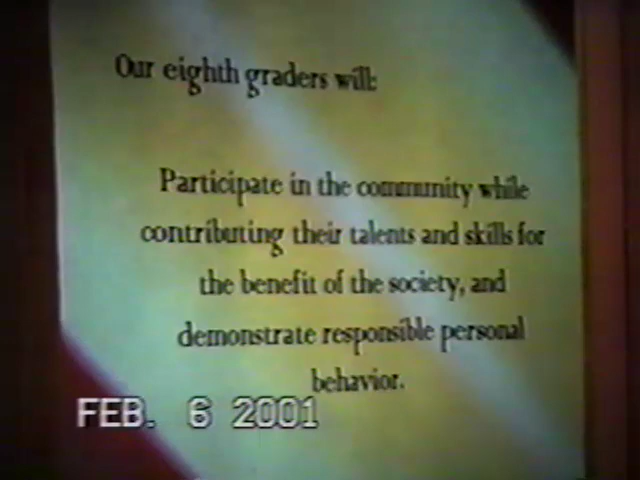 Our eighth graders will:
Participate in the community while
contributing their talents and skills for
the benefit of the society, and
demonstrate responsible personal
behavior.
FEB. 6 2001